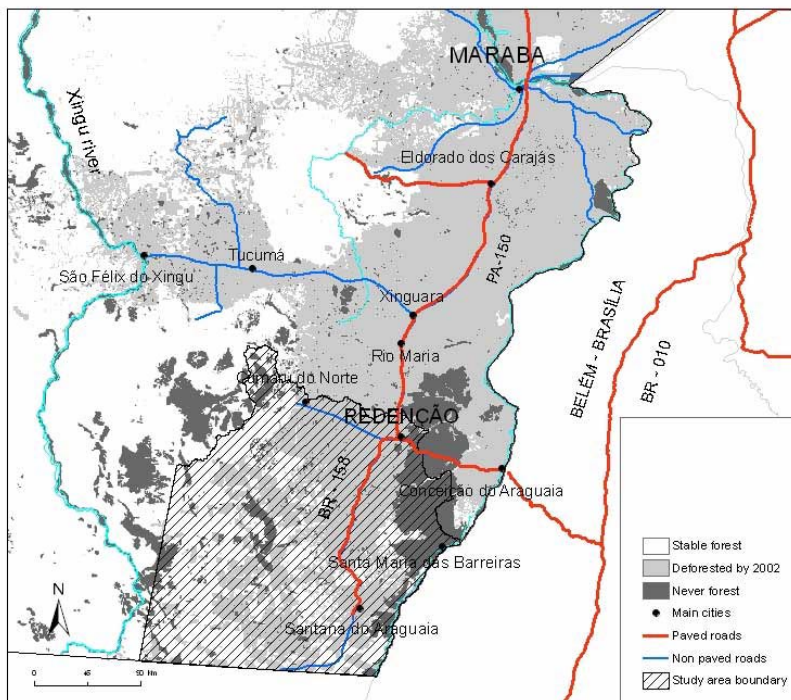 MARABA
Xingu river
Eldorado dos Carajás
PA-150
Tucumá
São Félix do Xingu
Xinguara
BELÉM - BRASÍLIA
BR - 010
Rio Maria
Cumaru do Norte
REDENÇÃO
BR - 158
Conceição do Araguaia
Santa Maria das Barreiras
Santana do Araguaia
N
0 45 90 Km
Stable forest
Deforested by 2002
Never forest
Main cities
Paved roads
Non paved roads
Study area boundary